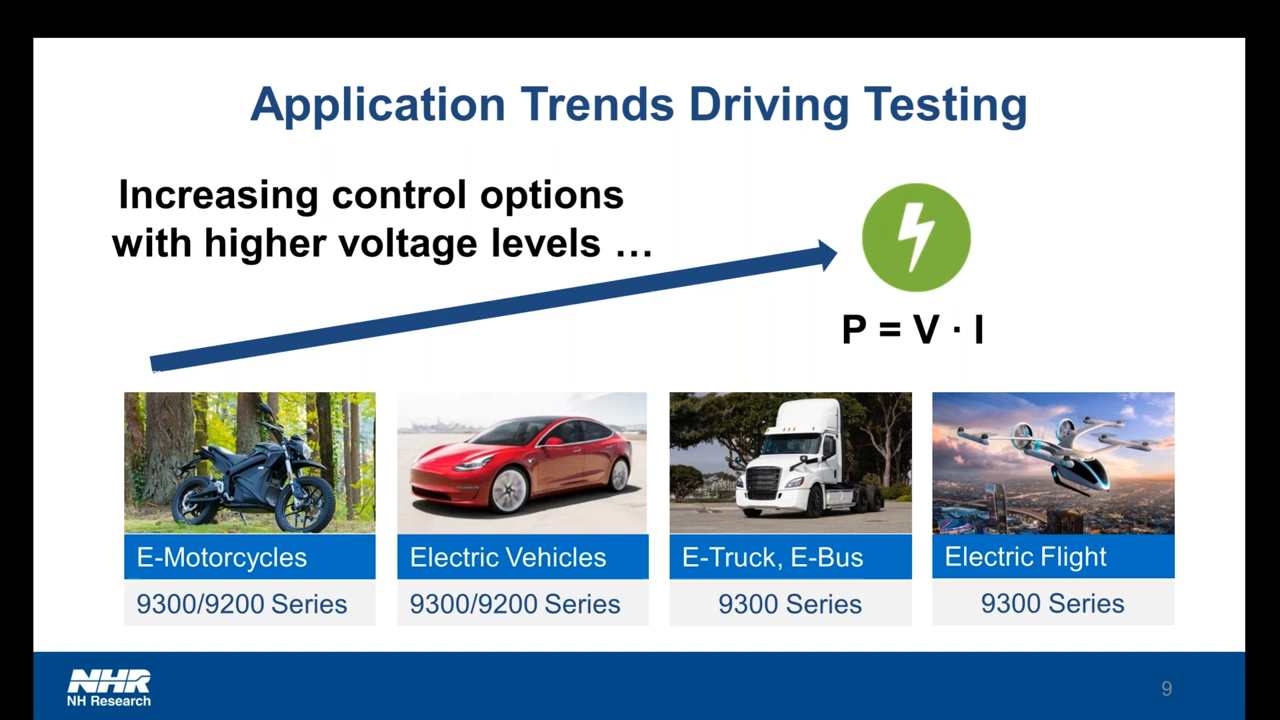 Application Trends Driving Testing
Increasing control options
with higher voltage levels …
P = V · I
E-Motorcycles
Electric Vehicles
E-Truck, E-Bus
Electric Flight
9300/9200 Series
9300/9200 Series
9300 Series
9300 Series
NHR
NH Research
9